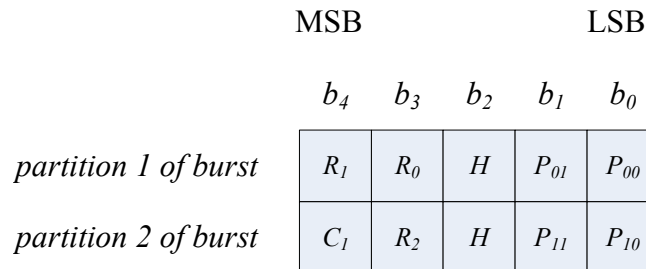 MSB LSB
b4 b3 b2 b1 b0
partition 1 of burst R1 R0 H P01 P00
partition 2 of burst C1 R2 H P11 P10